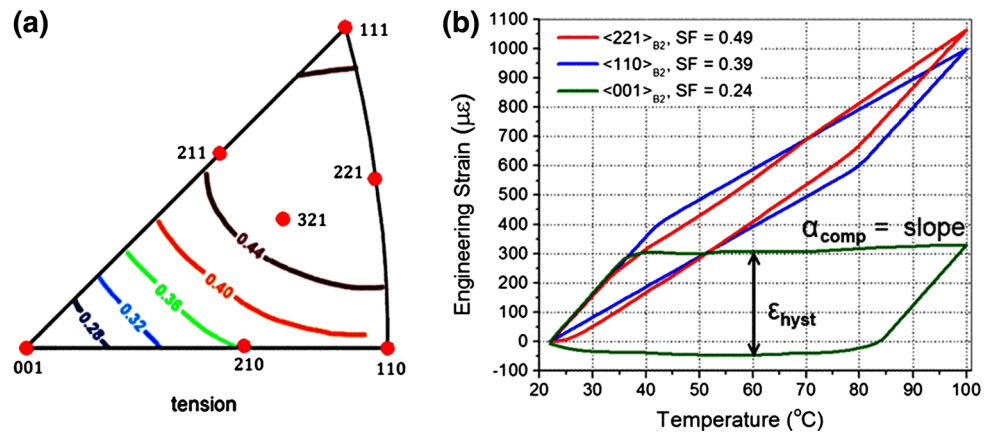 (a)
111
211
221
321
0.44
0.40
0.36
0.32
0.28
001
210
110
tension
(b)
1100
1000
900
800
700
600
500
400
300
200
100
0
-100
Engineering Strain (µε)
<221>B2, SF = 0.49
<110>B2, SF = 0.39
<001>B2, SF = 0.24
αcomp = slope
εhyst
20 30 40 50 60 70 80 90 100
Temperature (°C)